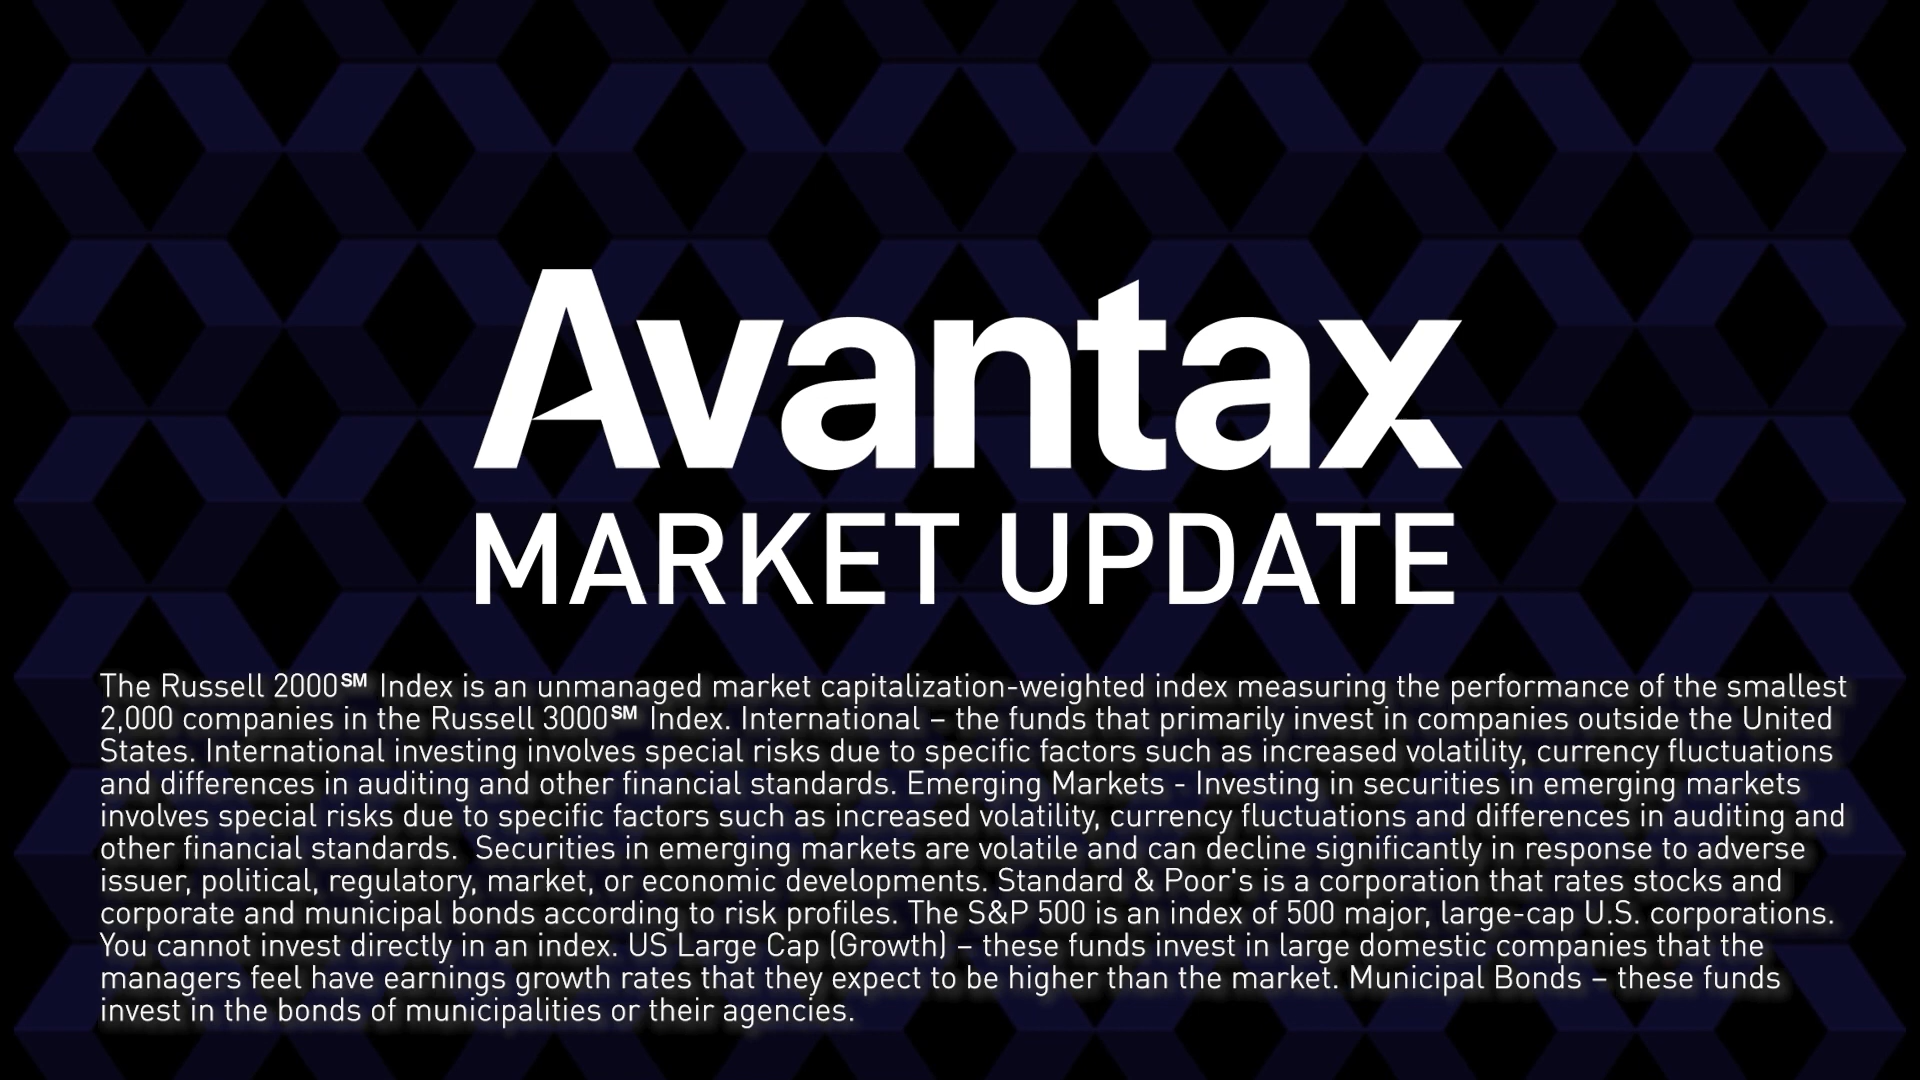 Avantax
MARKET UPDATE
The Russell 2000℠ Index is an unmanaged market capitalization-weighted index measuring the performance of the smallest
2,000 companies in the Russell 3000℠ Index. International – the funds that primarily invest in companies outside the United
States. International investing involves special risks due to specific factors such as increased volatility, currency fluctuations
and differences in auditing and other financial standards. Emerging Markets - Investing in securities in emerging markets
involves special risks due to specific factors such as increased volatility, currency fluctuations and differences in auditing and
other financial standards.  Securities in emerging markets are volatile and can decline significantly in response to adverse
issuer, political, regulatory, market, or economic developments. Standard & Poor's is a corporation that rates stocks and
corporate and municipal bonds according to risk profiles. The S&P 500 is an index of 500 major, large-cap U.S. corporations.
You cannot invest directly in an index. US Large Cap (Growth) – these funds invest in large domestic companies that the
managers feel have earnings growth rates that they expect to be higher than the market. Municipal Bonds – these funds
invest in the bonds of municipalities or their agencies.